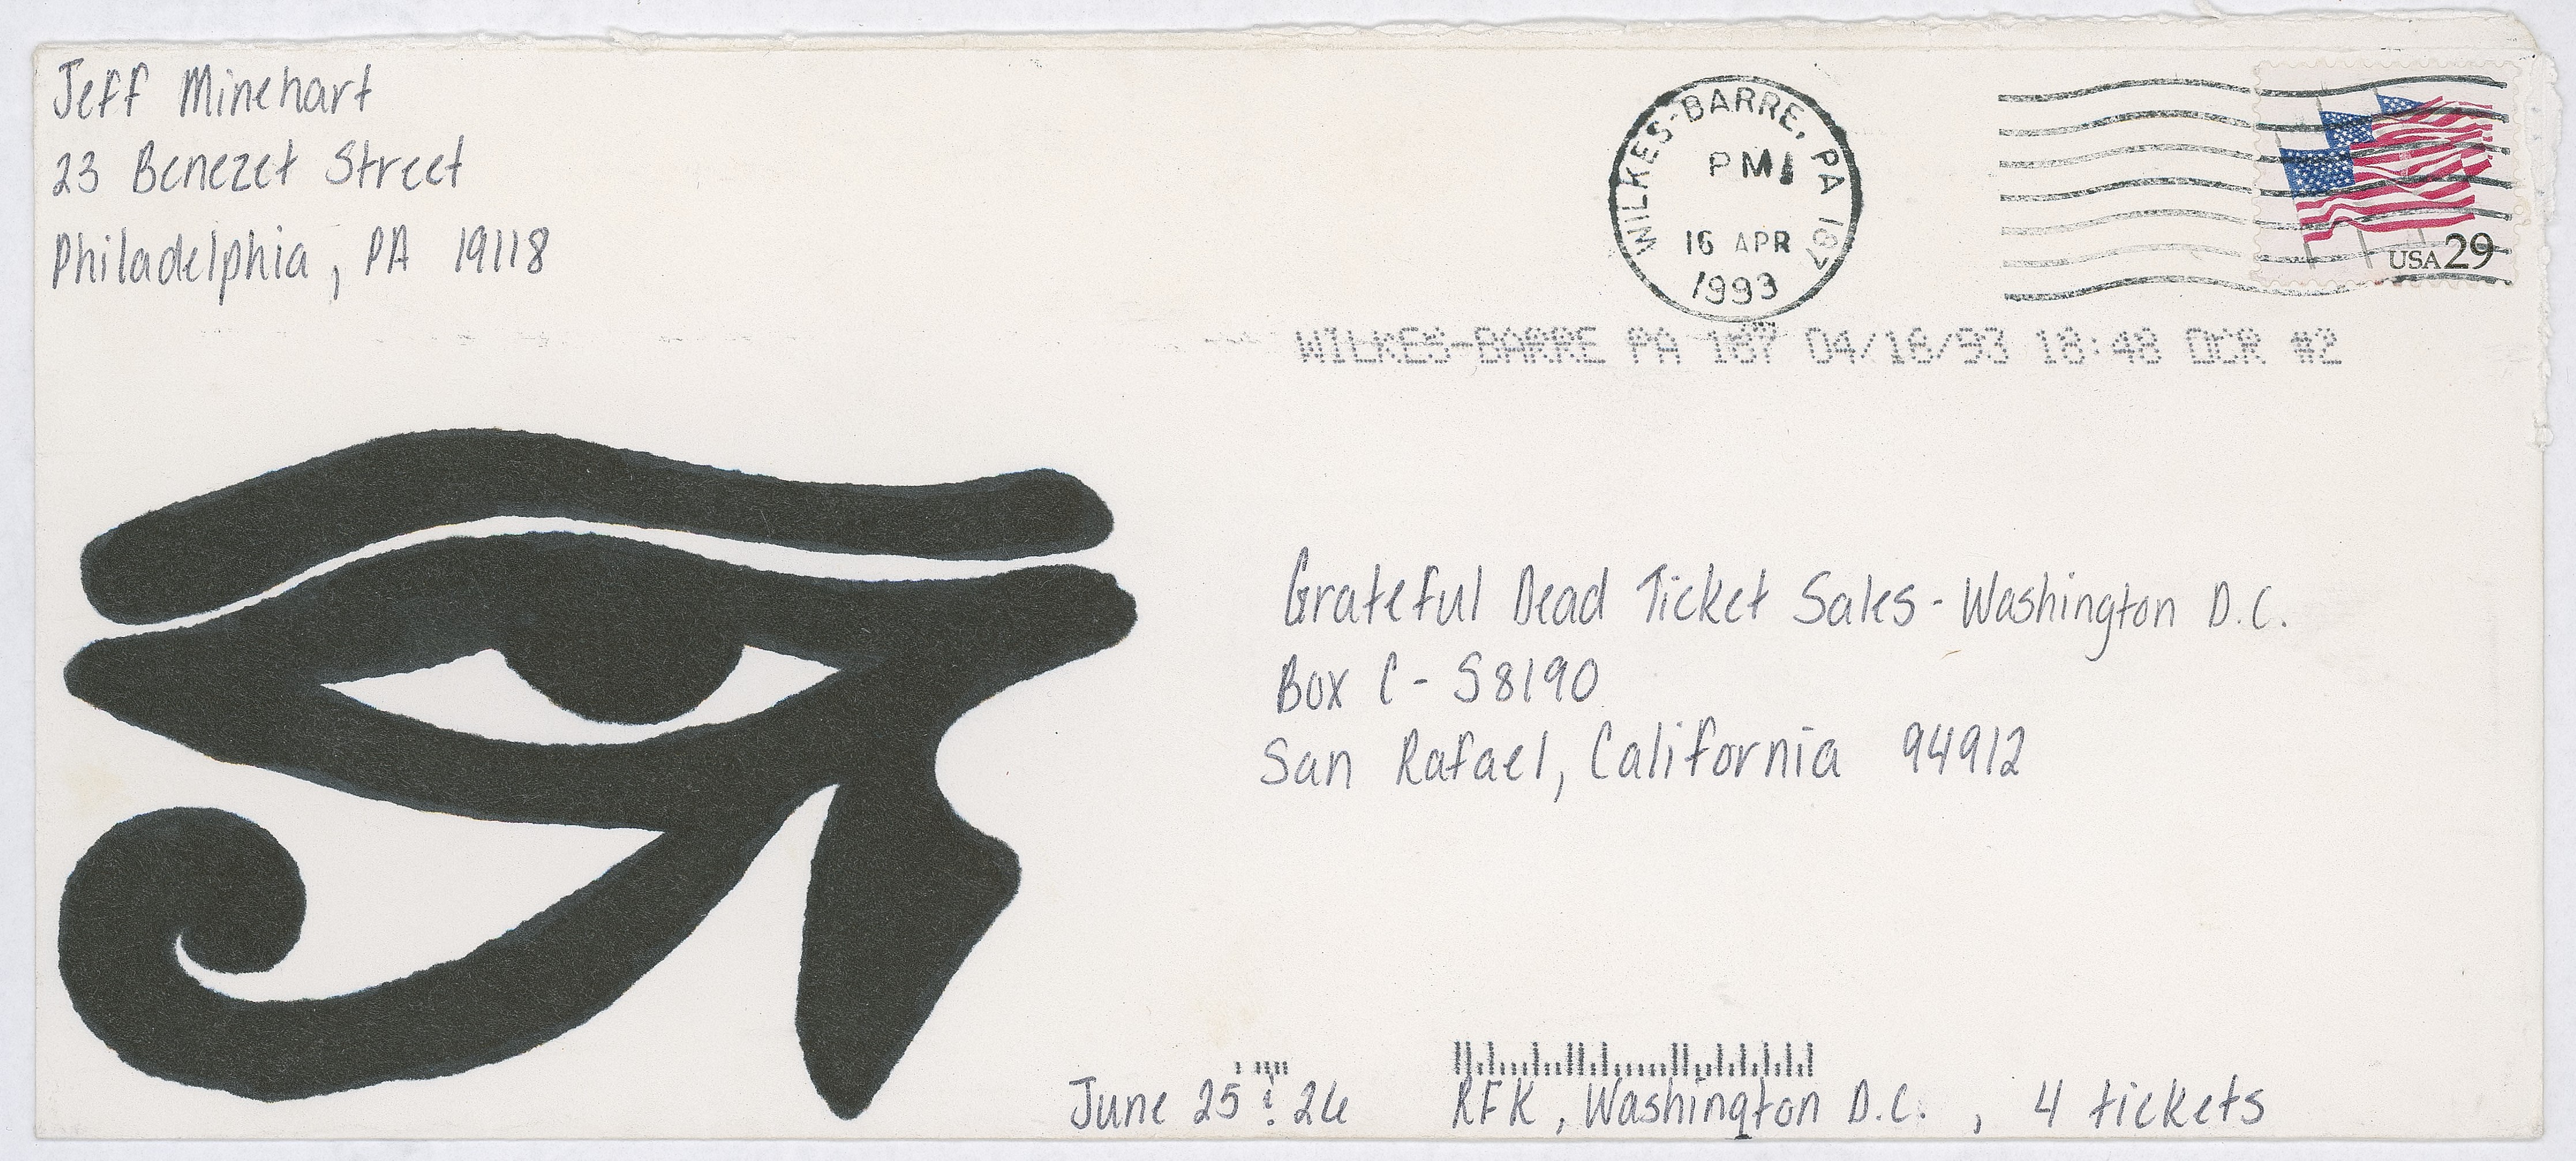 Jeff Minehart
23 Benezet Street
Philadelphia, PA 19118
WILKES-BARRE, PA 187
PM
16 APR
1993
USA 29
WILKES-BARRE PA 187 04/16/93 18:48 OCR #2
Grateful Dead Ticket Sales - Washington D.C.
Box C-S8190
San Rafael, California 94912
June 25 & 26 RFK, Washington D.C. , 4 tickets